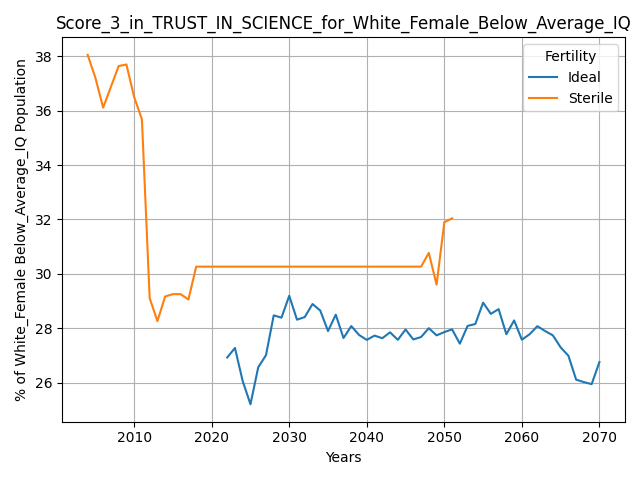 Score_3_in_TRUST_IN_SCIENCE_for_White_Female_Below_Average_IQ
% of White_Female Below_Average_IQ Population
38
36
34
32
30
28
26
Fertility
Ideal
Sterile
2010 2020 2030 2040 2050 2060 2070
Years